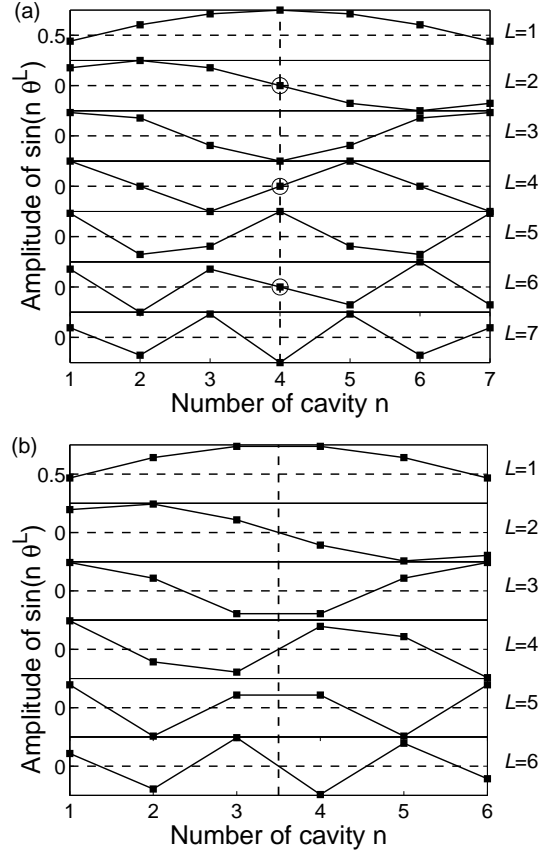 (a)
0.5
L=1
0
L=2
0
L=3
0
L=4
0
L=5
0
L=6
0
L=7
Amplitude of sin(n θ^L)
1 2 3 4 5 6 7
Number of cavity n
(b)
0.5
L=1
0
L=2
0
L=3
0
L=4
0
L=5
0
L=6
Amplitude of sin(n θ^L)
1 2 3 4 5 6
Number of cavity n